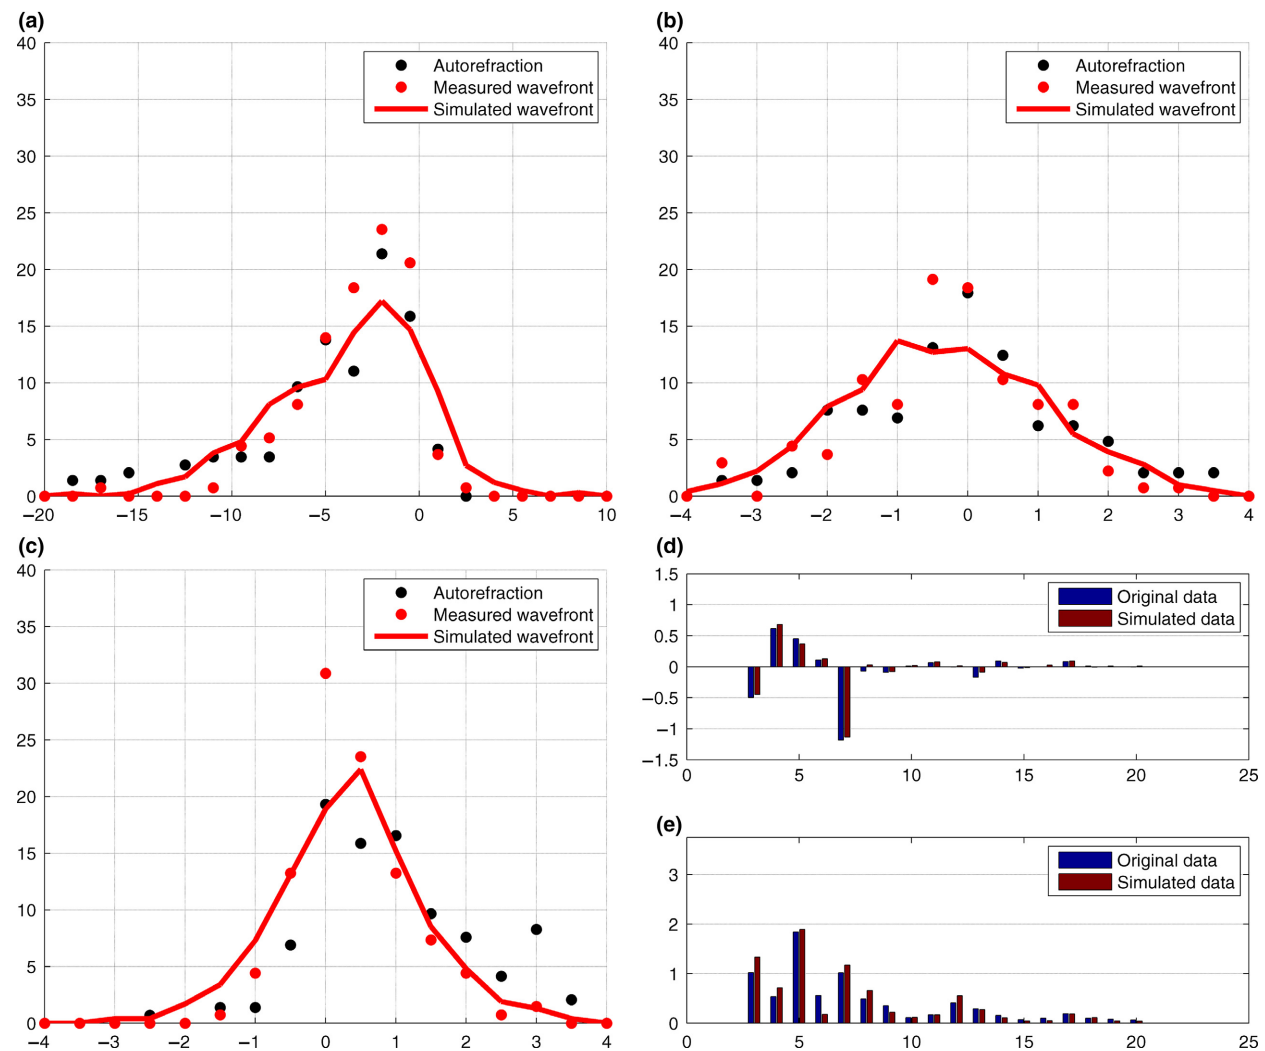 (a)
40
35
30
25
20
15
10
5
0
−20 −15 −10 −5 0 5 10
Autorefraction
Measured wavefront
Simulated wavefront
(b)
40
35
30
25
20
15
10
5
0
−4 −3 −2 −1 0 1 2 3 4
Autorefraction
Measured wavefront
Simulated wavefront
(c)
40
35
30
25
20
15
10
5
0
−4 −3 −2 −1 0 1 2 3 4
Autorefraction
Measured wavefront
Simulated wavefront
(d)
1.5
1
0.5
0
−0.5
−1
−1.5
0 5 10 15 20 25
Original data
Simulated data
(e)
3
2
1
0
0 5 10 15 20 25
Original data
Simulated data